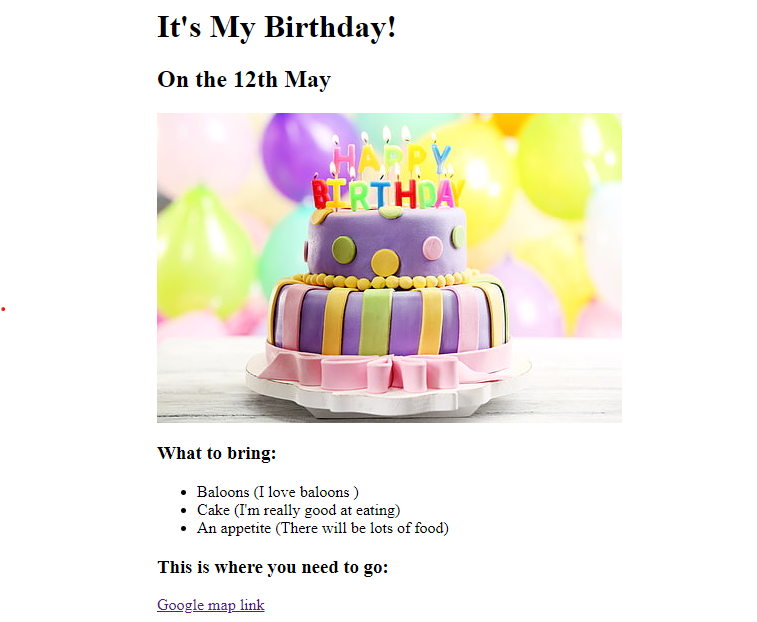 It's My Birthday!
On the 12th May
HAPPY
BIRTHDAY
What to bring:
Baloons (I love baloons )
Cake (I'm really good at eating)
An appetite (There will be lots of food)
This is where you need to go:
Google map link